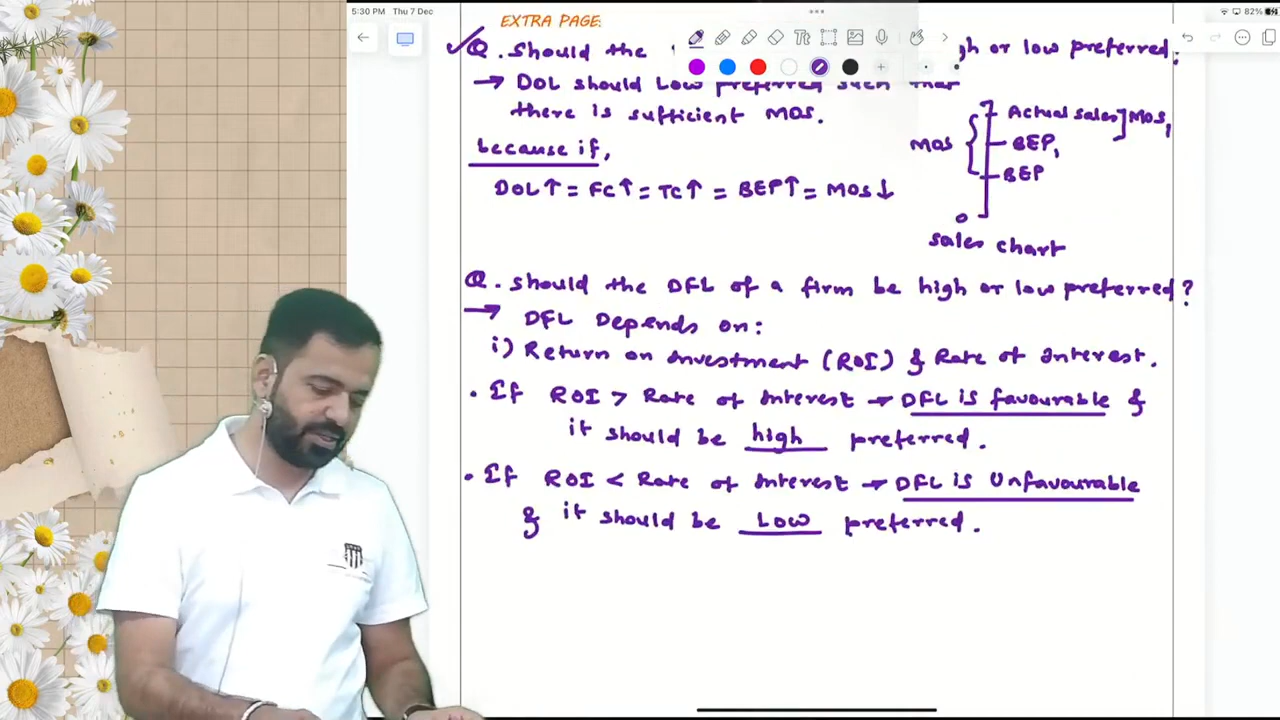 5:30 PM Thu 7 Dec
82%
EXTRA PAGE:
Q. Should the gh or low preferred?
→ DOL should Low preferred such that
there is sufficient MOS.
because if,
DOL↑ = FC↑ = TC↑ = BEP↑ = MOS↓
Actual sales] MOS₁
MOS { BEP₁
BEP
0
sales chart
Q. should the DFL of a firm be high or low preferred?
→ DFL Depends on:
i) Return on Investment (ROI) & Rate of Interest.
• If ROI > Rate of Interest → DFL is favourable &
it should be high preferred.
• If ROI < Rate of Interest → DFL is Unfavourable
& it should be Low preferred.